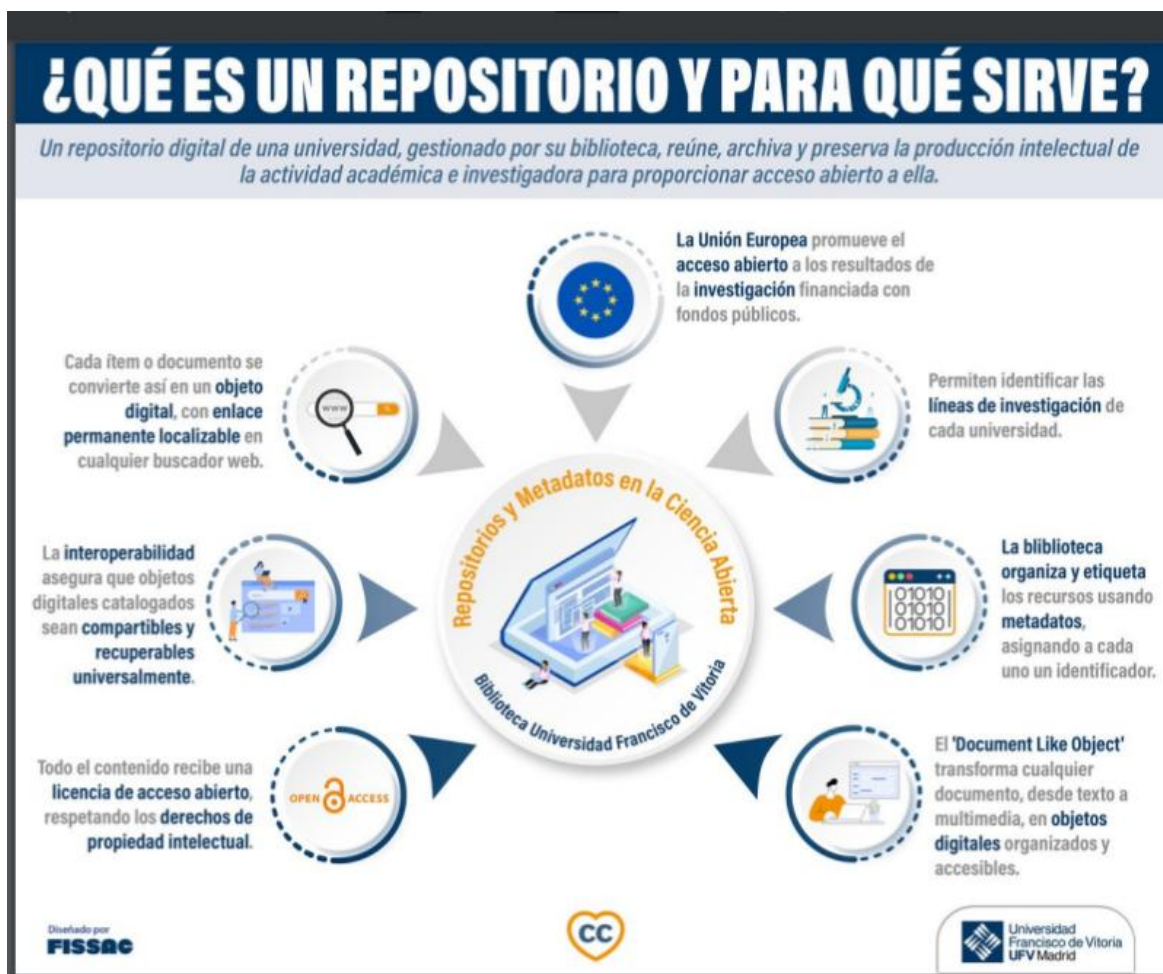 ¿QUÉ ES UN REPOSITORIO Y PARA QUÉ SIRVE?
Un repositorio digital de una universidad, gestionado por su biblioteca, reúne, archiva y preserva la producción intelectual de
la actividad académica e investigadora para proporcionar acceso abierto a ella.
La Unión Europea promueve el
acceso abierto a los resultados de
la investigación financiada con
fondos públicos.
Cada ítem o documento se
convierte así en un objeto
digital, con enlace
permanente localizable en
cualquier buscador web.
WWW
Permiten identificar las
líneas de investigación de
cada universidad.
La interoperabilidad
asegura que objetos
digitales catalogados
sean compartibles y
recuperables
universalmente.
Repositorios y Metadatos en la Ciencia Abierta
Biblioteca Universidad Francisco de Vitoria
01010
01010
01010
La bliblioteca
organiza y etiqueta
los recursos usando
metadatos,
asignando a cada
uno un identificador.
Todo el contenido recibe una
licencia de acceso abierto,
respetando los derechos de
propiedad intelectual.
OPEN ACCESS
El 'Document Like Object'
transforma cualquier
documento, desde texto a
multimedia, en objetos
digitales organizados y
accesibles.
Diseñado por
FISSAC
CC
Universidad
Francisco de Vitoria
UFV Madrid